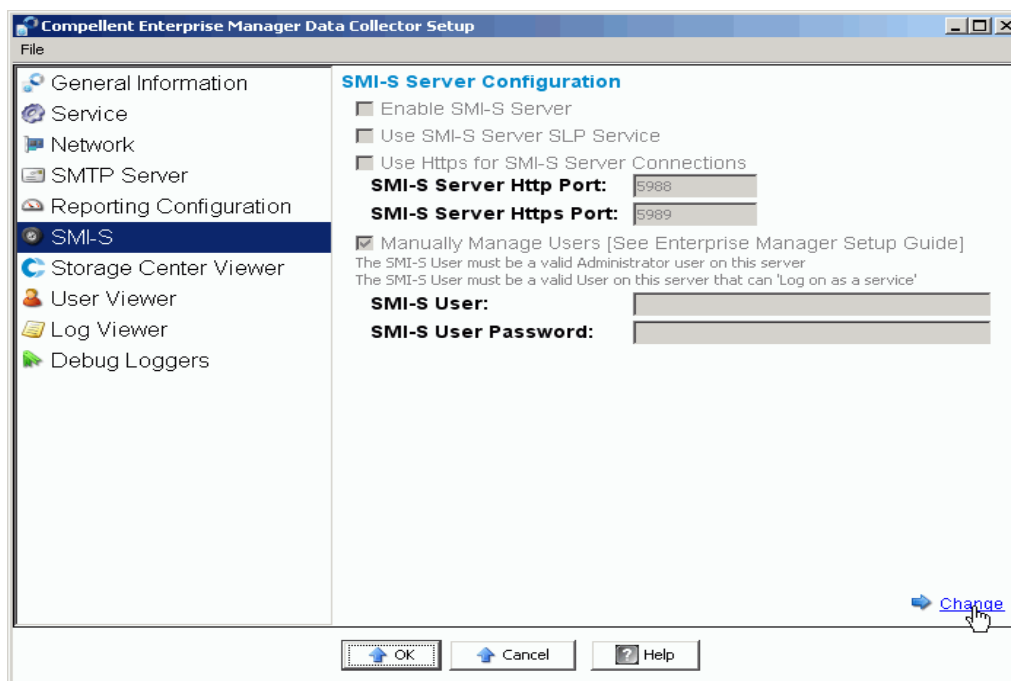 Compellent Enterprise Manager Data Collector Setup
File
General Information
Service
Network
SMTP Server
Reporting Configuration
SMI-S
Storage Center Viewer
User Viewer
Log Viewer
Debug Loggers
SMI-S Server Configuration
Enable SMI-S Server
Use SMI-S Server SLP Service
Use Https for SMI-S Server Connections
SMI-S Server Http Port: 5988
SMI-S Server Https Port: 5989
Manually Manage Users [See Enterprise Manager Setup Guide]
The SMI-S User must be a valid Administrator user on this server
The SMI-S User must be a valid User on this server that can 'Log on as a service'
SMI-S User:
SMI-S User Password:
Change
OK Cancel ? Help